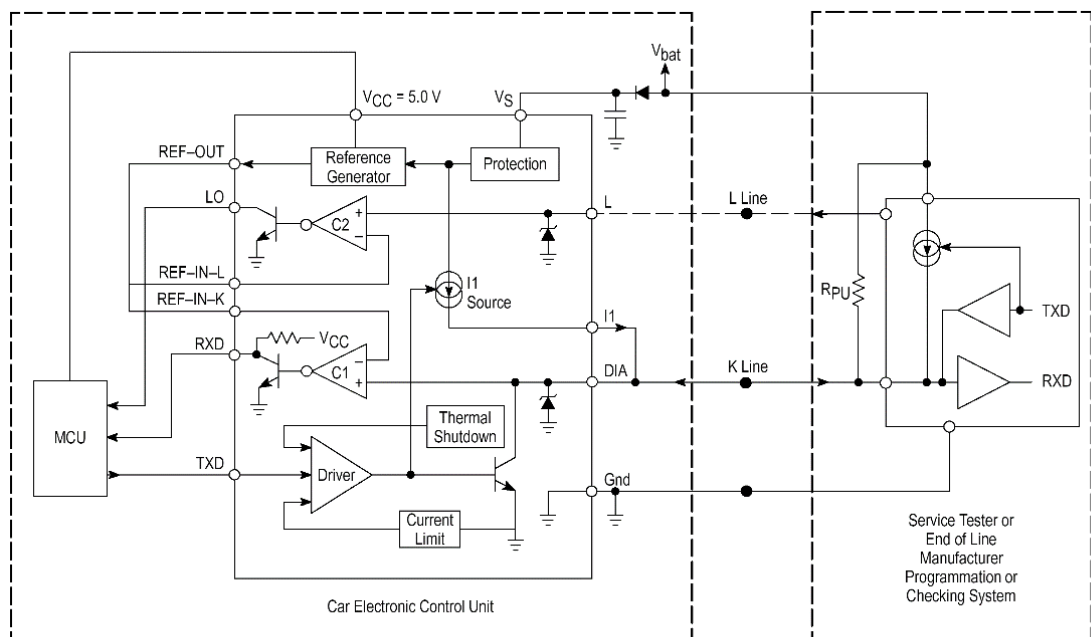 Vbat
VCC = 5.0 V
VS
REF–OUT
Reference
Generator
Protection
LO
C2
+
–
L
L Line
REF–IN–L
REF–IN–K
I1
Source
RPU
TXD
I1
RXD
VCC
C1
–
+
DIA
K Line
RXD
MCU
Thermal
Shutdown
TXD
Driver
Gnd
Current
Limit
Car Electronic Control Unit
Service Tester or
End of Line
Manufacturer
Programmation or
Checking System